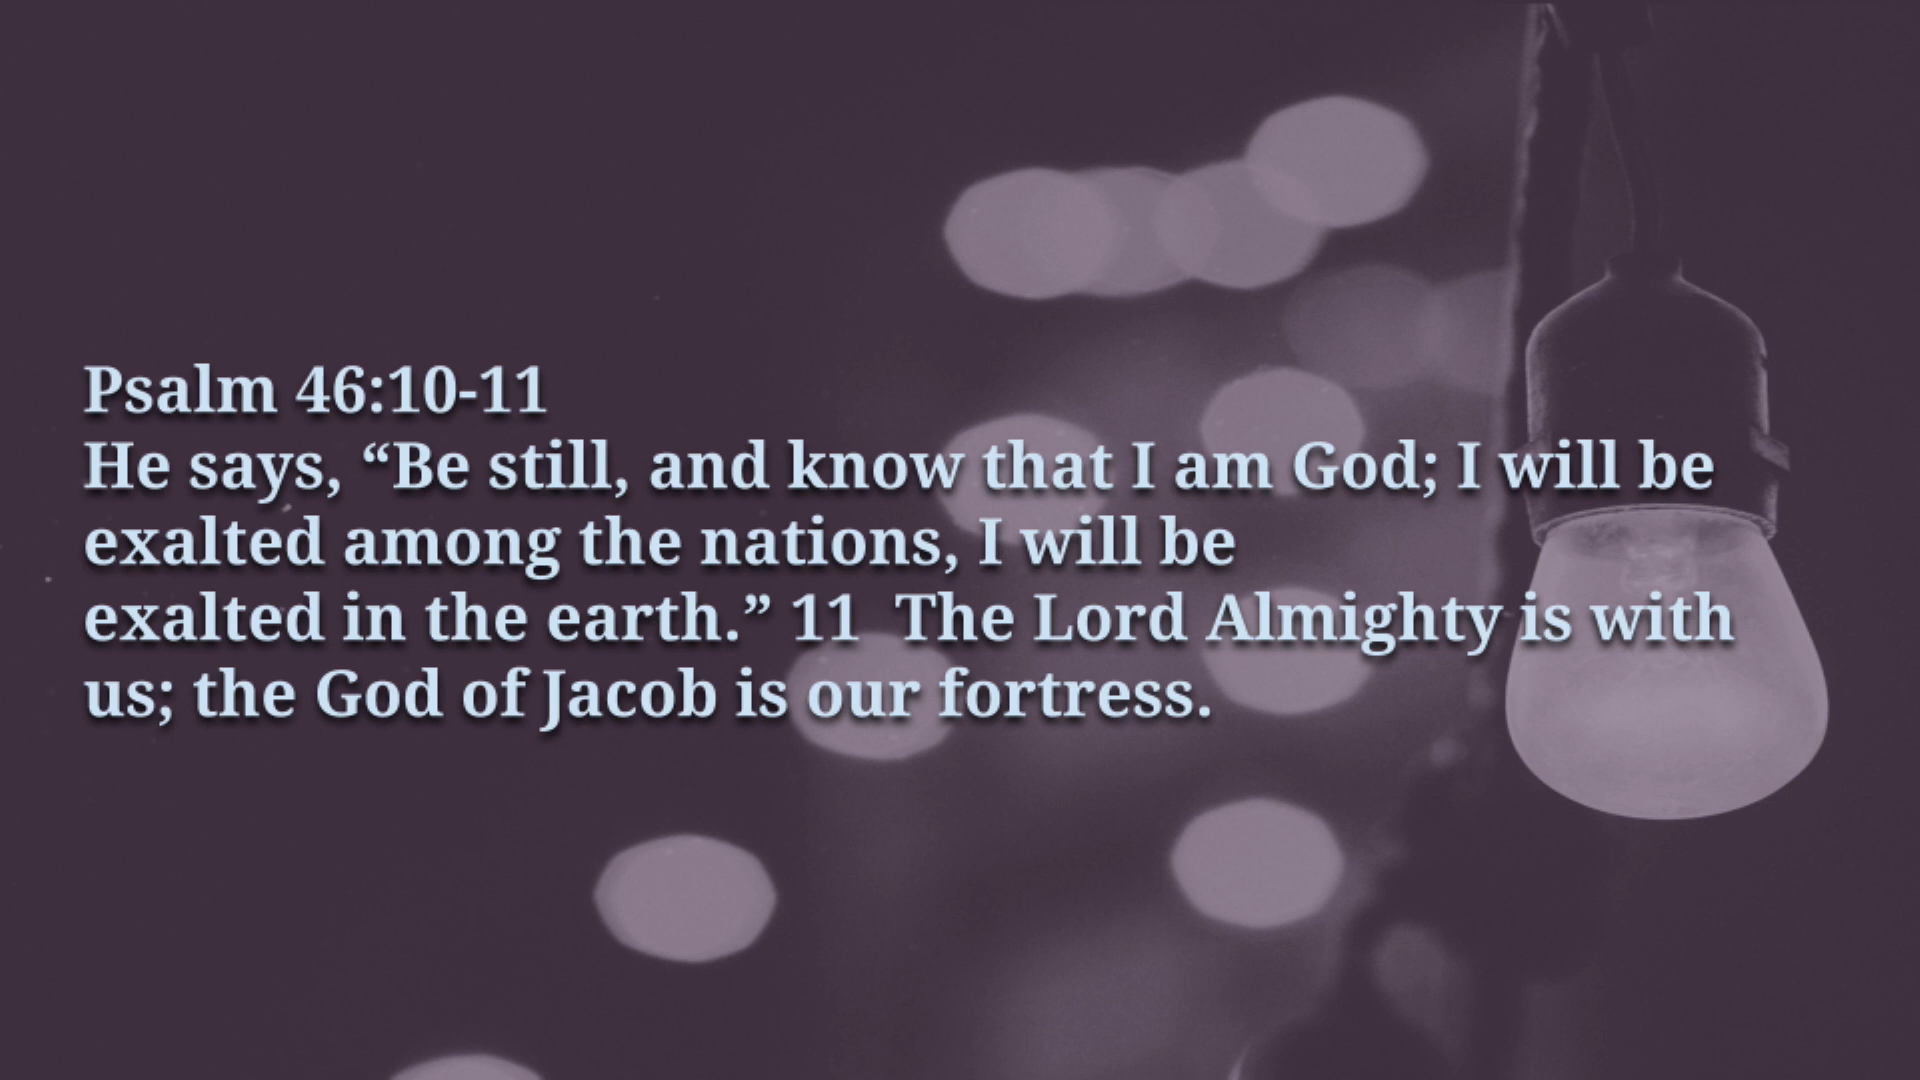 Psalm 46:10-11
He says, “Be still, and know that I am God; I will be
exalted among the nations, I will be
exalted in the earth.” 11  The Lord Almighty is with
us; the God of Jacob is our fortress.